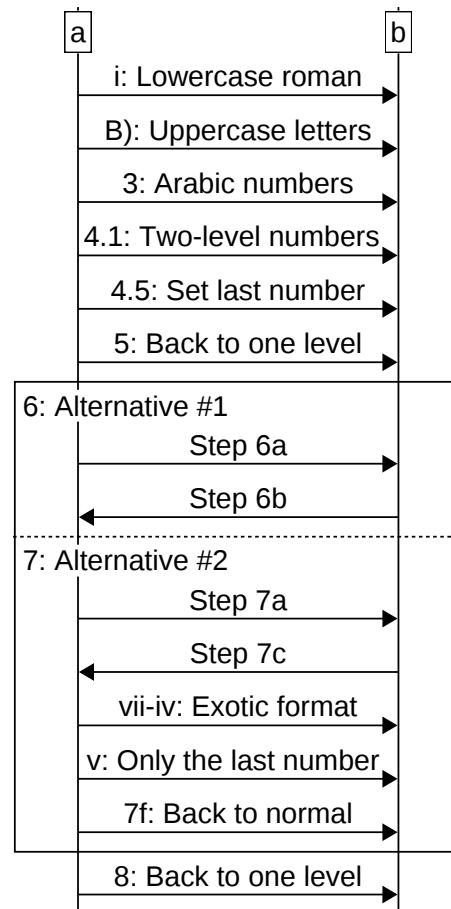 a b
i: Lowercase roman
B): Uppercase letters
3: Arabic numbers
4.1: Two-level numbers
4.5: Set last number
5: Back to one level
6: Alternative #1
Step 6a
Step 6b
7: Alternative #2
Step 7a
Step 7c
vii-iv: Exotic format
v: Only the last number
7f: Back to normal
8: Back to one level